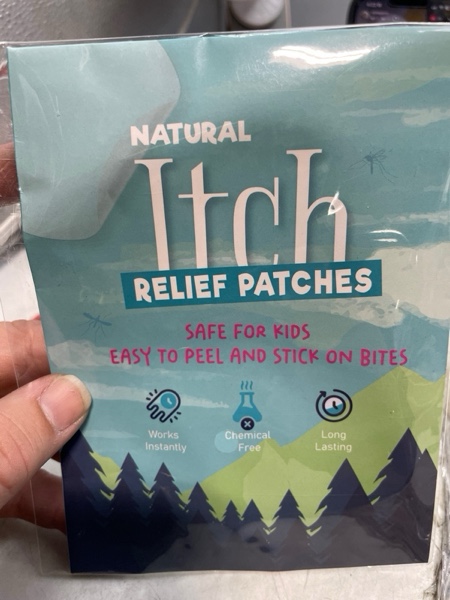 NATURAL
Itch
RELIEF PATCHES
SAFE FOR KIDS
EASY TO PEEL AND STICK ON BITES
Works
Instantly
Chemical
Free
Long
Lasting